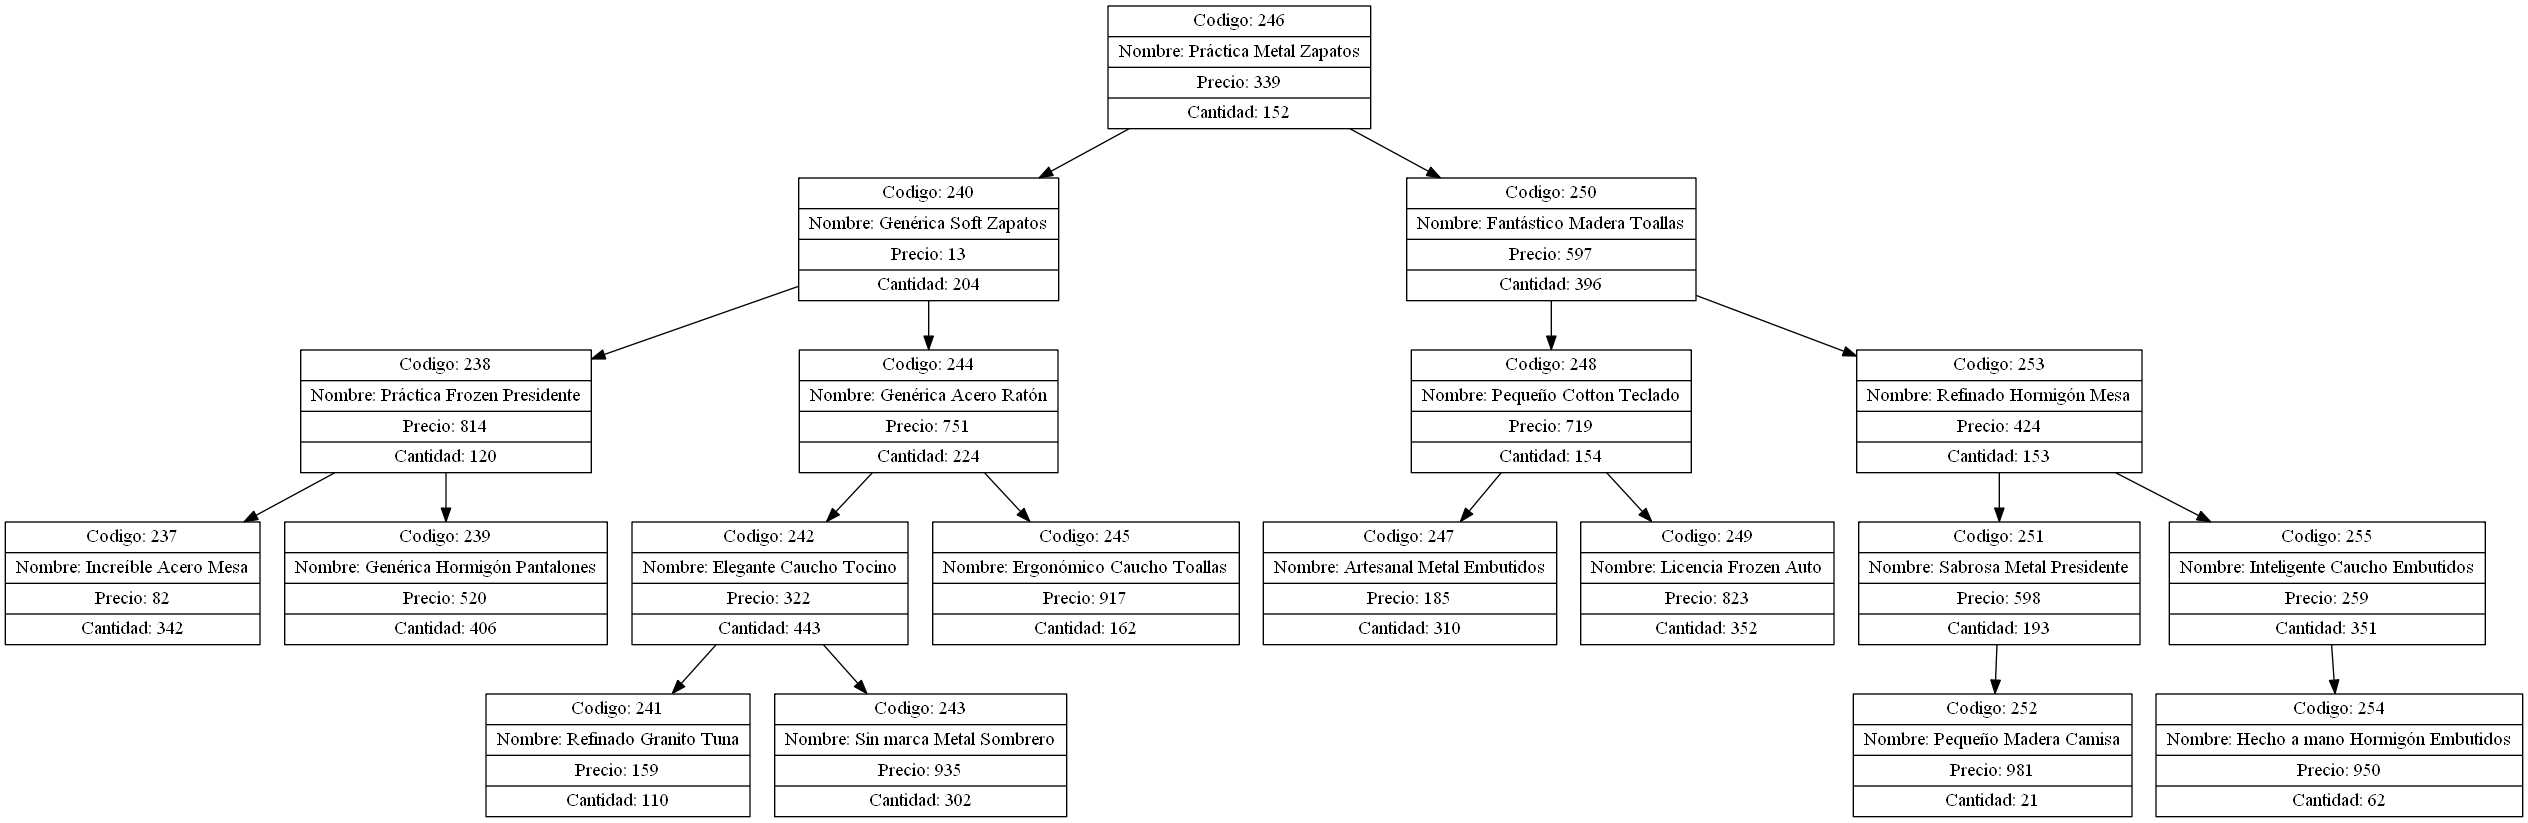 Codigo: 246
Nombre: Práctica Metal Zapatos
Precio: 339
Cantidad: 152
Codigo: 240
Nombre: Genérica Soft Zapatos
Precio: 13
Cantidad: 204
Codigo: 250
Nombre: Fantástico Madera Toallas
Precio: 597
Cantidad: 396
Codigo: 238
Nombre: Práctica Frozen Presidente
Precio: 814
Cantidad: 120
Codigo: 244
Nombre: Genérica Acero Ratón
Precio: 751
Cantidad: 224
Codigo: 248
Nombre: Pequeño Cotton Teclado
Precio: 719
Cantidad: 154
Codigo: 253
Nombre: Refinado Hormigón Mesa
Precio: 424
Cantidad: 153
Codigo: 237
Nombre: Increíble Acero Mesa
Precio: 82
Cantidad: 342
Codigo: 239
Nombre: Genérica Hormigón Pantalones
Precio: 520
Cantidad: 406
Codigo: 242
Nombre: Elegante Caucho Tocino
Precio: 322
Cantidad: 443
Codigo: 245
Nombre: Ergonómico Caucho Toallas
Precio: 917
Cantidad: 162
Codigo: 247
Nombre: Artesanal Metal Embutidos
Precio: 185
Cantidad: 310
Codigo: 249
Nombre: Licencia Frozen Auto
Precio: 823
Cantidad: 352
Codigo: 251
Nombre: Sabrosa Metal Presidente
Precio: 598
Cantidad: 193
Codigo: 255
Nombre: Inteligente Caucho Embutidos
Precio: 259
Cantidad: 351
Codigo: 241
Nombre: Refinado Granito Tuna
Precio: 159
Cantidad: 110
Codigo: 243
Nombre: Sin marca Metal Sombrero
Precio: 935
Cantidad: 302
Codigo: 252
Nombre: Pequeño Madera Camisa
Precio: 981
Cantidad: 21
Codigo: 254
Nombre: Hecho a mano Hormigón Embutidos
Precio: 950
Cantidad: 62